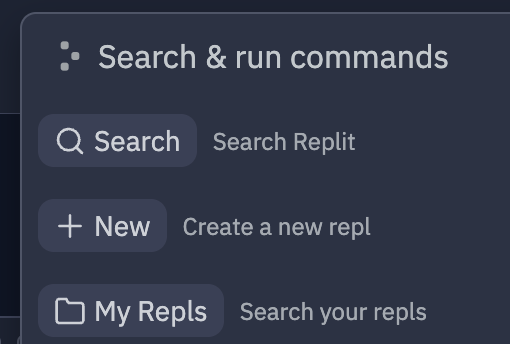 Search & run commands
Search Search Replit
New Create a new repl
My Repls Search your repls